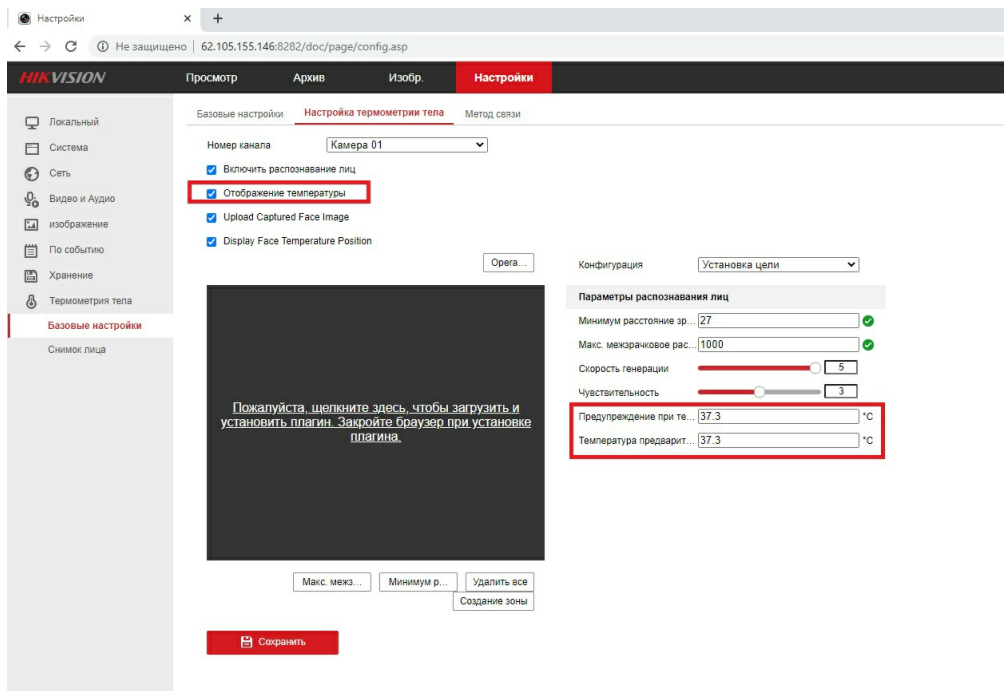 Настройки
Не защищено 62.105.155.146:8282/doc/page/config.asp
HIKVISION Просмотр Архив Изобр. Настройки
Локальный
Система
Сеть
Видео и Аудио
изображение
По событию
Хранение
Термометрия тела
Базовые настройки
Снимок лица
Базовые настройки Настройка термометрии тела Метод связи
Номер канала Камера 01
Включить распознавание лиц
Отображение температуры
Upload Captured Face Image
Display Face Temperature Position
Opera...
Пожалуйста, щелкните здесь, чтобы загрузить и
установить плагин. Закройте браузер при установке
плагина.
Макс. межз... Минимум р... Удалить все
Создание зоны
Сохранить
Конфигурация Установка цели
Параметры распознавания лиц
Минимум расстояние зр... 27
Макс. межзрачковое рас... 1000
Скорость генерации 5
Чувствительность 3
Предупреждение при те... 37.3 °C
Температура предварит... 37.3 °C